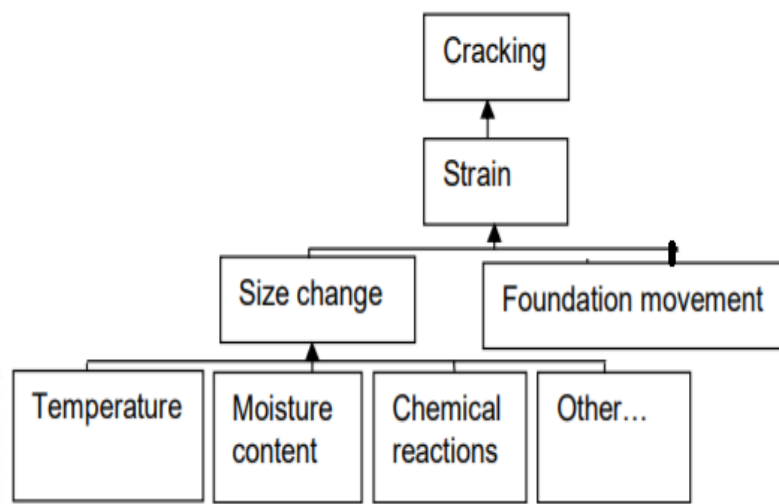 Cracking
Strain
Size change
Foundation movement
Temperature
Moisture
content
Chemical
reactions
Other…